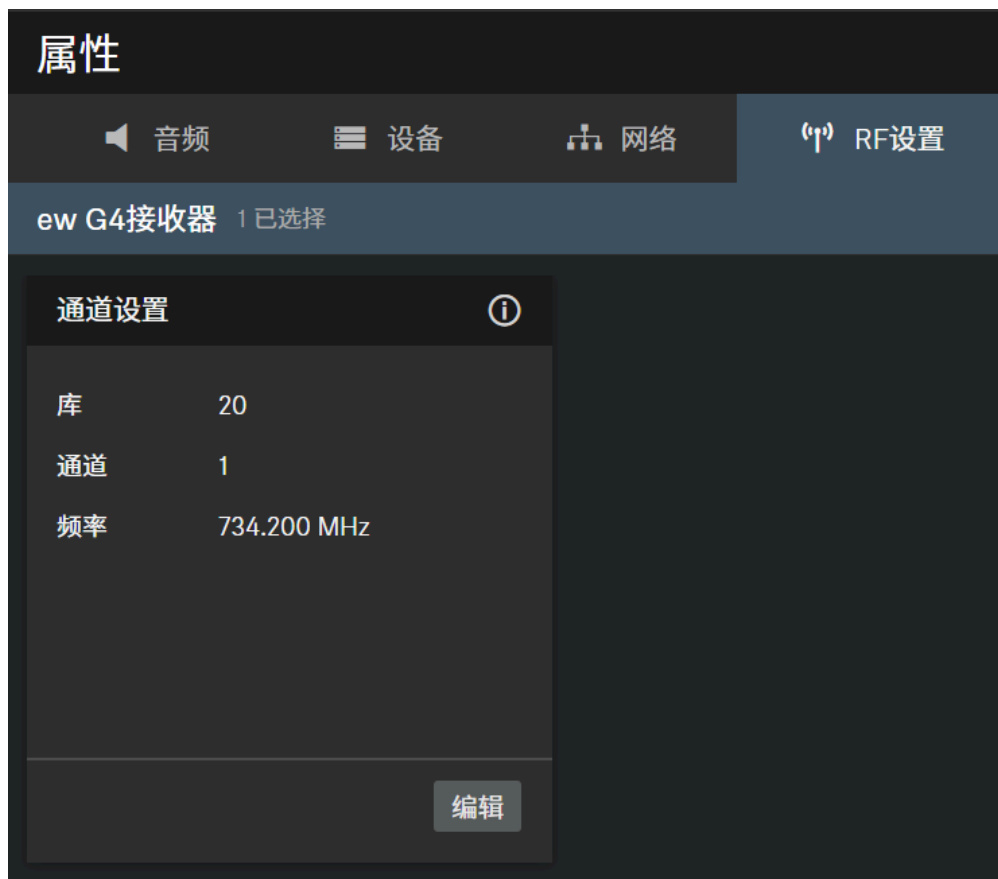 属性
音频 设备 网络 RF设置
ew G4接收器 1 已选择
通道设置
库 20
通道 1
频率 734.200 MHz
编辑